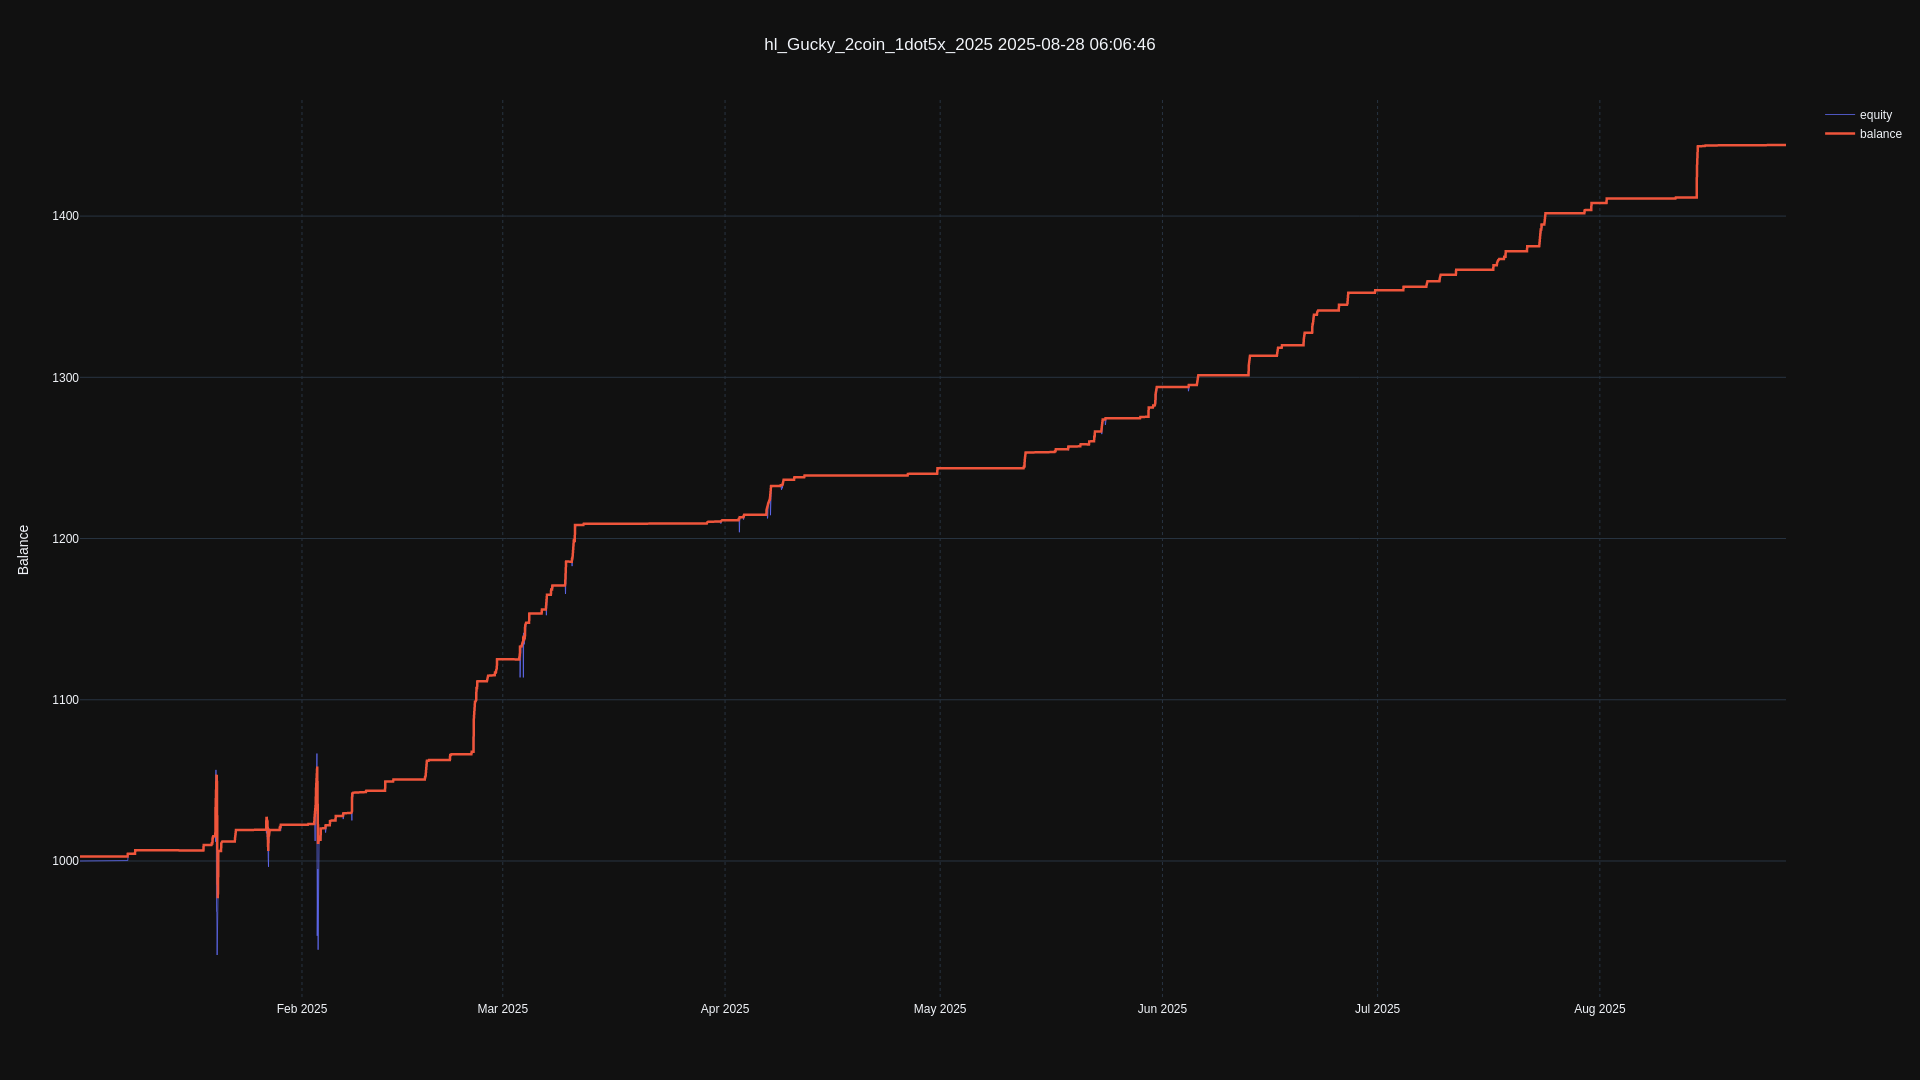 hl_Gucky_2coin_1dot5x_2025 2025-08-28 06:06:46
equity
balance
1400
1300
1200
1100
1000
Balance
Feb 2025
Mar 2025
Apr 2025
May 2025
Jun 2025
Jul 2025
Aug 2025